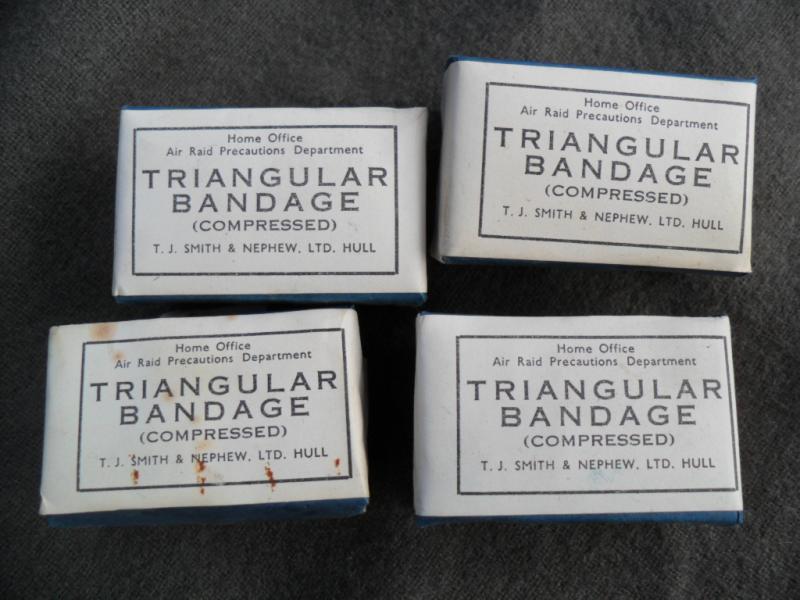 Home Office
Air Raid Precautions Department
TRIANGULAR
BANDAGE
(COMPRESSED)
T. J. SMITH & NEPHEW, LTD. HULL
Home Office
Air Raid Precautions Department
TRIANGULAR
BANDAGE
(COMPRESSED)
T. J. SMITH & NEPHEW, LTD. HULL
Home Office
Air Raid Precautions Department
TRIANGULAR
BANDAGE
(COMPRESSED)
T. J. SMITH & NEPHEW, LTD. HULL
Home Office
Air Raid Precautions Department
TRIANGULAR
BANDAGE
(COMPRESSED)
T. J. SMITH & NEPHEW, LTD. HULL